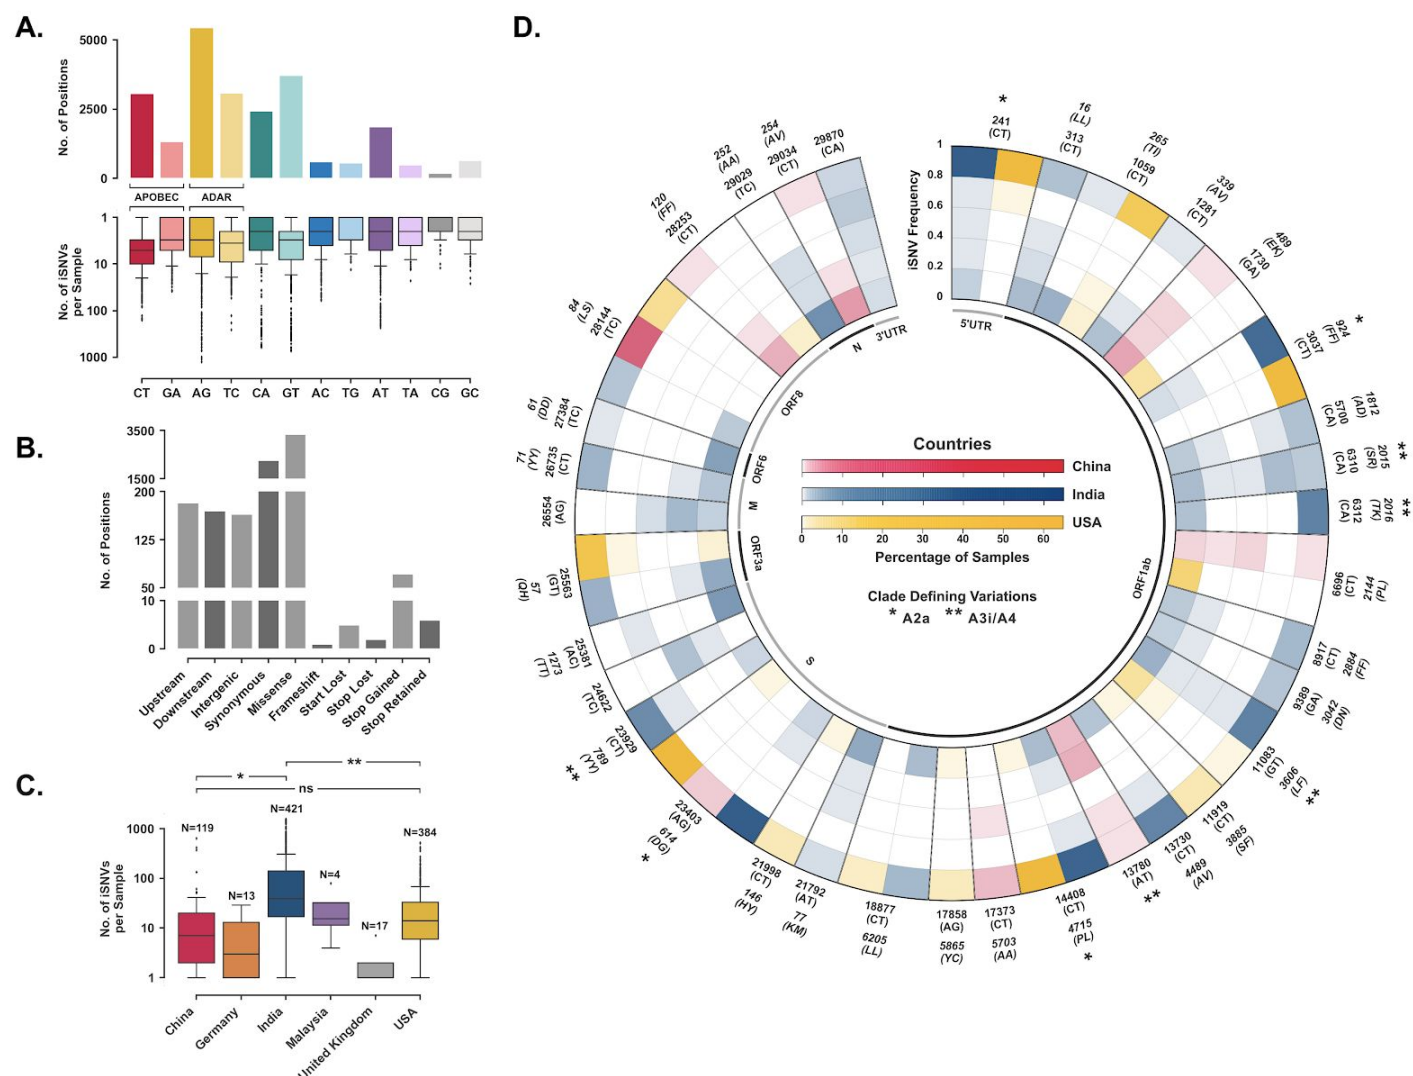 A.
No. of Positions
5000
2500
0
APOBEC
ADAR
No. of iSNVs
per Sample
1
10
100
1000
CT GA AG TC CA GT AC TG AT TA CG GC
B.
No. of Positions
3500
1500
200
125
50
10
0
Upstream
Downstream
Intergenic
Synonymous
Missense
Frameshift
Start Lost
Stop Lost
Stop Gained
Stop Retained
C.
*
**
ns
No. of iSNVs
per Sample
1000
100
10
1
N=119
N=13
N=421
N=4
N=17
N=384
China
Germany
India
Malaysia
United Kingdom
USA
D.
iSNV Frequency
1
0.8
0.6
0.4
0.2
0
*
241
(CT)
16
(LL)
313
(CT)
265
(TI)
1059
(CT)
339
(AV)
1281
(CT)
489
(EK)
1730
(GA)
*
924
(FF)
3037
(CT)
1812
(AD)
5700
(CA)
**
2015
(SR)
6310
(CA)
**
2016
(TK)
6312
(CA)
6696
(CT)
2144
(PL)
8917
(CT)
2884
(FF)
9389
(GA)
3042
(DN)
11083
(GT)
3606
(LF)
**
11919
(CT)
3885
(SF)
13730
(CT)
4489
(AV)
13780
(AT)
**
14408
(CT)
4715
(PL)
*
17373
(CT)
5703
(AA)
17858
(AG)
5865
(YC)
18877
(CT)
6205
(LL)
21792
(AT)
77
(KM)
21998
(CT)
146
(HY)
23403
(AG)
614
(DG)
*
23929
(CT)
789
(YY)
**
24622
(TC)
25381
(AC)
1273
(TT)
25563
(GT)
57
(QH)
26554
(AG)
71
(YY)
26735
(CT)
61
(DD)
27384
(TC)
84
(LS)
28144
(TC)
120
(FF)
28253
(CT)
252
(AA)
29029
(TC)
254
(AV)
29034
(CT)
29870
(CA)
5'UTR
ORF1ab
S
ORF3a
M
ORF6
ORF8
N
3'UTR
Countries
China
India
USA
0 10 20 30 40 50 60
Percentage of Samples
Clade Defining Variations
* A2a ** A3i/A4